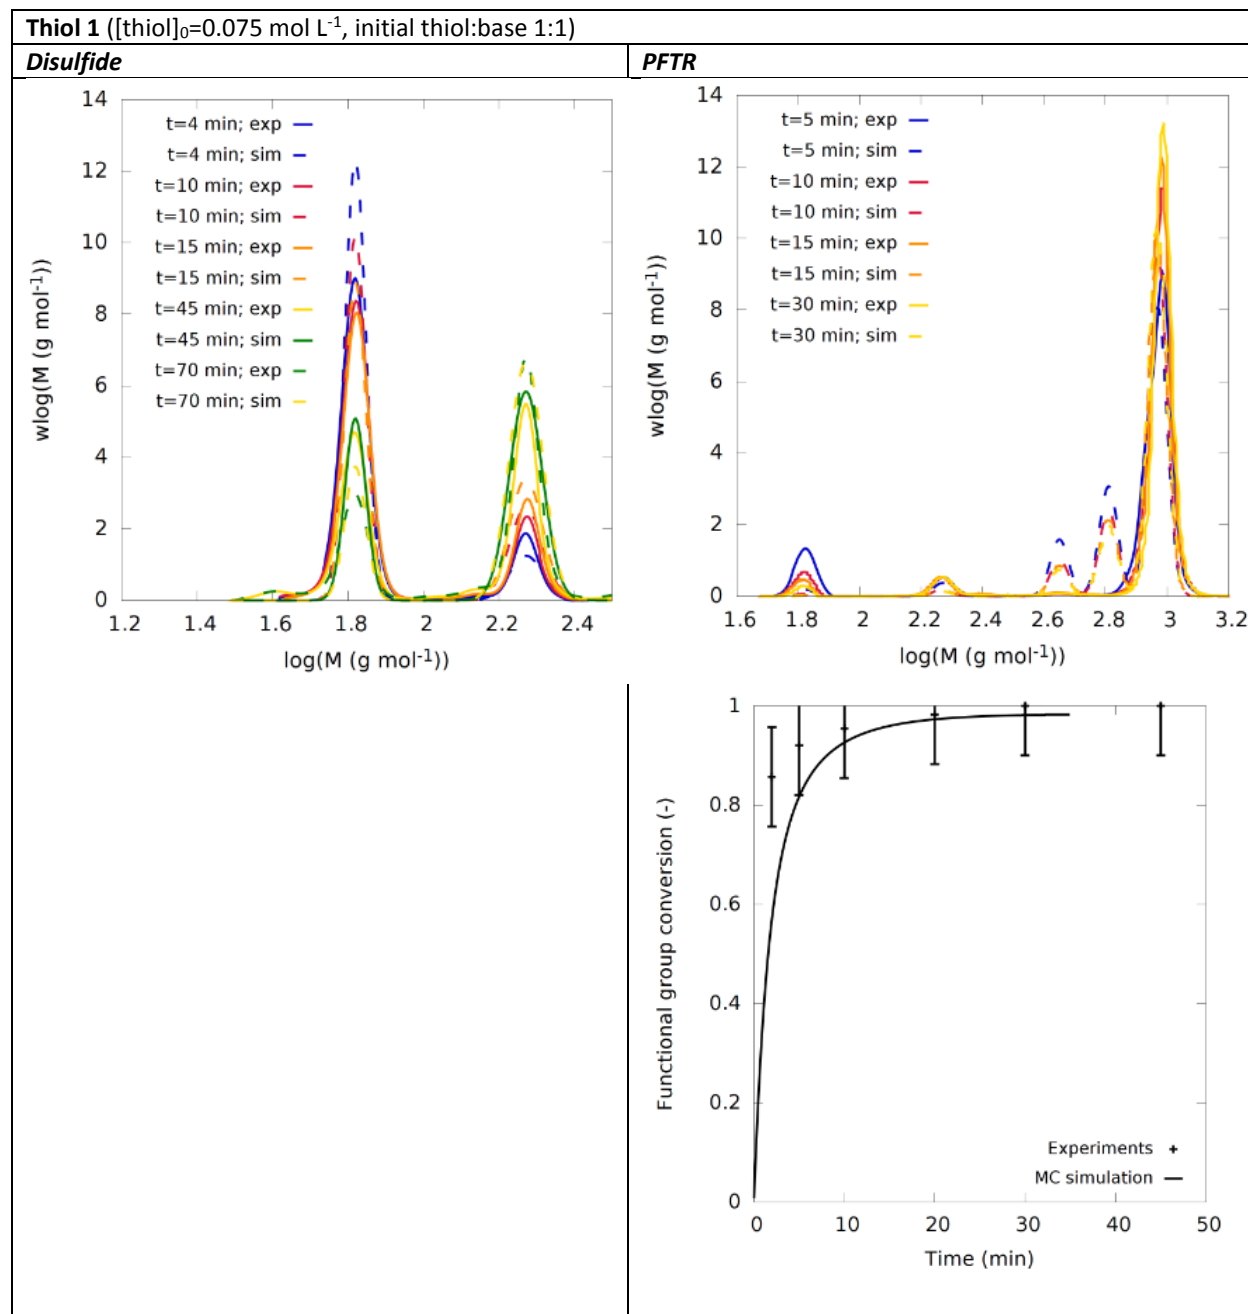 Thiol 1 ([thiol]₀=0.075 mol L⁻¹, initial thiol:base 1:1)
Disulfide
PFTR
14
12
10
8
6
4
2
0
wlog(M (g mol⁻¹))
t=4 min; exp
t=4 min; sim
t=10 min; exp
t=10 min; sim
t=15 min; exp
t=15 min; sim
t=45 min; exp
t=45 min; sim
t=70 min; exp
t=70 min; sim
1.2 1.4 1.6 1.8 2 2.2 2.4
log(M (g mol⁻¹))
14
12
10
8
6
4
2
0
wlog(M (g mol⁻¹))
t=5 min; exp
t=5 min; sim
t=10 min; exp
t=10 min; sim
t=15 min; exp
t=15 min; sim
t=30 min; exp
t=30 min; sim
1.6 1.8 2 2.2 2.4 2.6 2.8 3 3.2
log(M (g mol⁻¹))
1
0.8
0.6
0.4
0.2
0
Functional group conversion (-)
Experiments
MC simulation
0 10 20 30 40 50
Time (min)